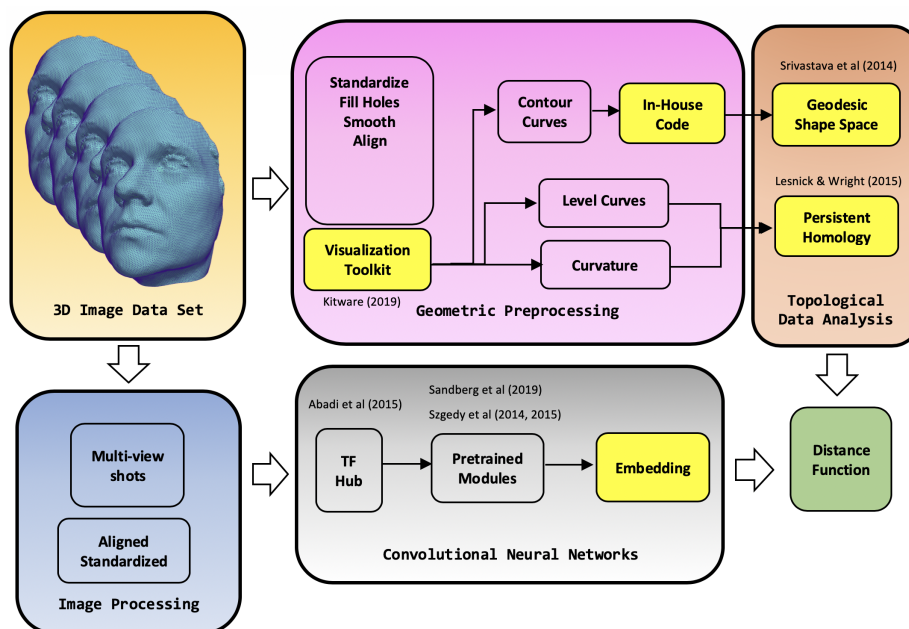 3D Image Data Set
Standardize
Fill Holes
Smooth
Align
Visualization
Toolkit
Kitware (2019)
Contour
Curves
In-House
Code
Level Curves
Curvature
Geometric Preprocessing
Srivastava et al (2014)
Geodesic
Shape Space
Lesnick & Wright (2015)
Persistent
Homology
Topological
Data Analysis
Multi-view
shots
Aligned
Standardized
Image Processing
Abadi et al (2015)
TF
Hub
Sandberg et al (2019)
Szgedy et al (2014, 2015)
Pretrained
Modules
Embedding
Convolutional Neural Networks
Distance
Function